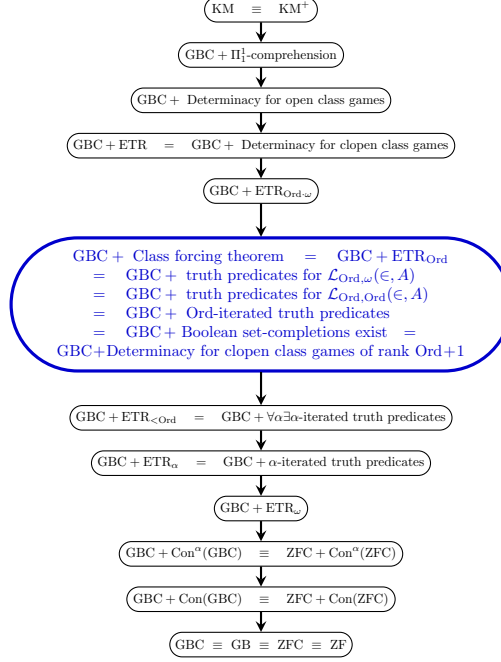 KM ≡ KM⁺
GBC + Π¹₁-comprehension
GBC + Determinacy for open class games
GBC + ETR = GBC + Determinacy for clopen class games
GBC + ETR_{Ord·ω}
GBC + Class forcing theorem = GBC + ETR_{Ord}
= GBC + truth predicates for ℒ_{Ord,ω}(∈, A)
= GBC + truth predicates for ℒ_{Ord,Ord}(∈, A)
= GBC + Ord-iterated truth predicates
= GBC + Boolean set-completions exist =
GBC+Determinacy for clopen class games of rank Ord+1
GBC + ETR_{<Ord} = GBC + ∀α∃α-iterated truth predicates
GBC + ETR_α = GBC + α-iterated truth predicates
GBC + ETR_ω
GBC + Con^α(GBC) ≡ ZFC + Con^α(ZFC)
GBC + Con(GBC) ≡ ZFC + Con(ZFC)
GBC ≡ GB ≡ ZFC ≡ ZF